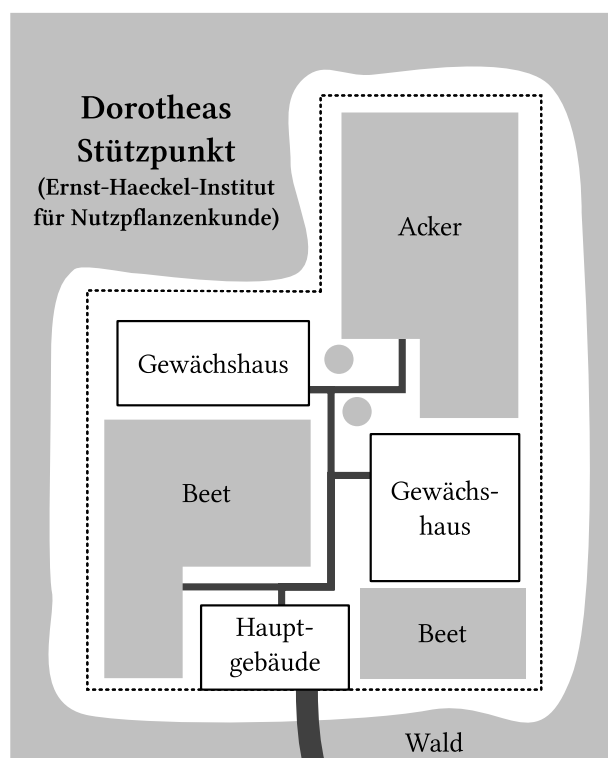 Dorotheas
Stützpunkt
(Ernst-Haeckel-Institut
für Nutzpflanzenkunde)
Acker
Gewächshaus
Beet
Gewächs-
haus
Haupt-
gebäude
Beet
Wald